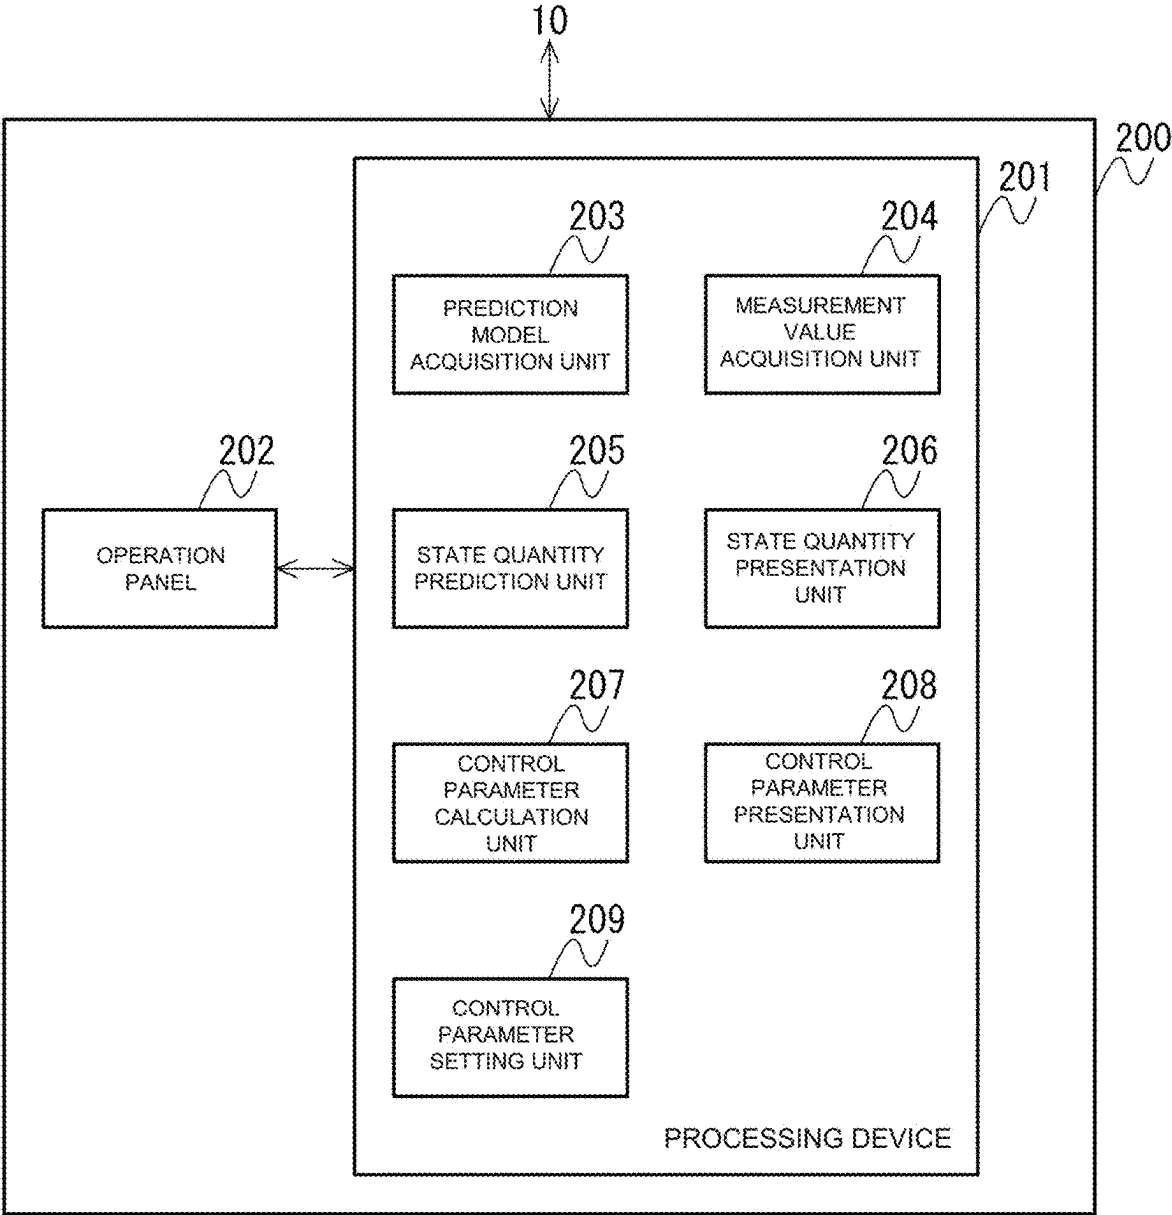 10
200
201
203
PREDICTION
MODEL
ACQUISITION UNIT
204
MEASUREMENT
VALUE
ACQUISITION UNIT
202
OPERATION
PANEL
205
STATE QUANTITY
PREDICTION UNIT
206
STATE QUANTITY
PRESENTATION
UNIT
207
CONTROL
PARAMETER
CALCULATION
UNIT
208
CONTROL
PARAMETER
PRESENTATION
UNIT
209
CONTROL
PARAMETER
SETTING UNIT
PROCESSING DEVICE